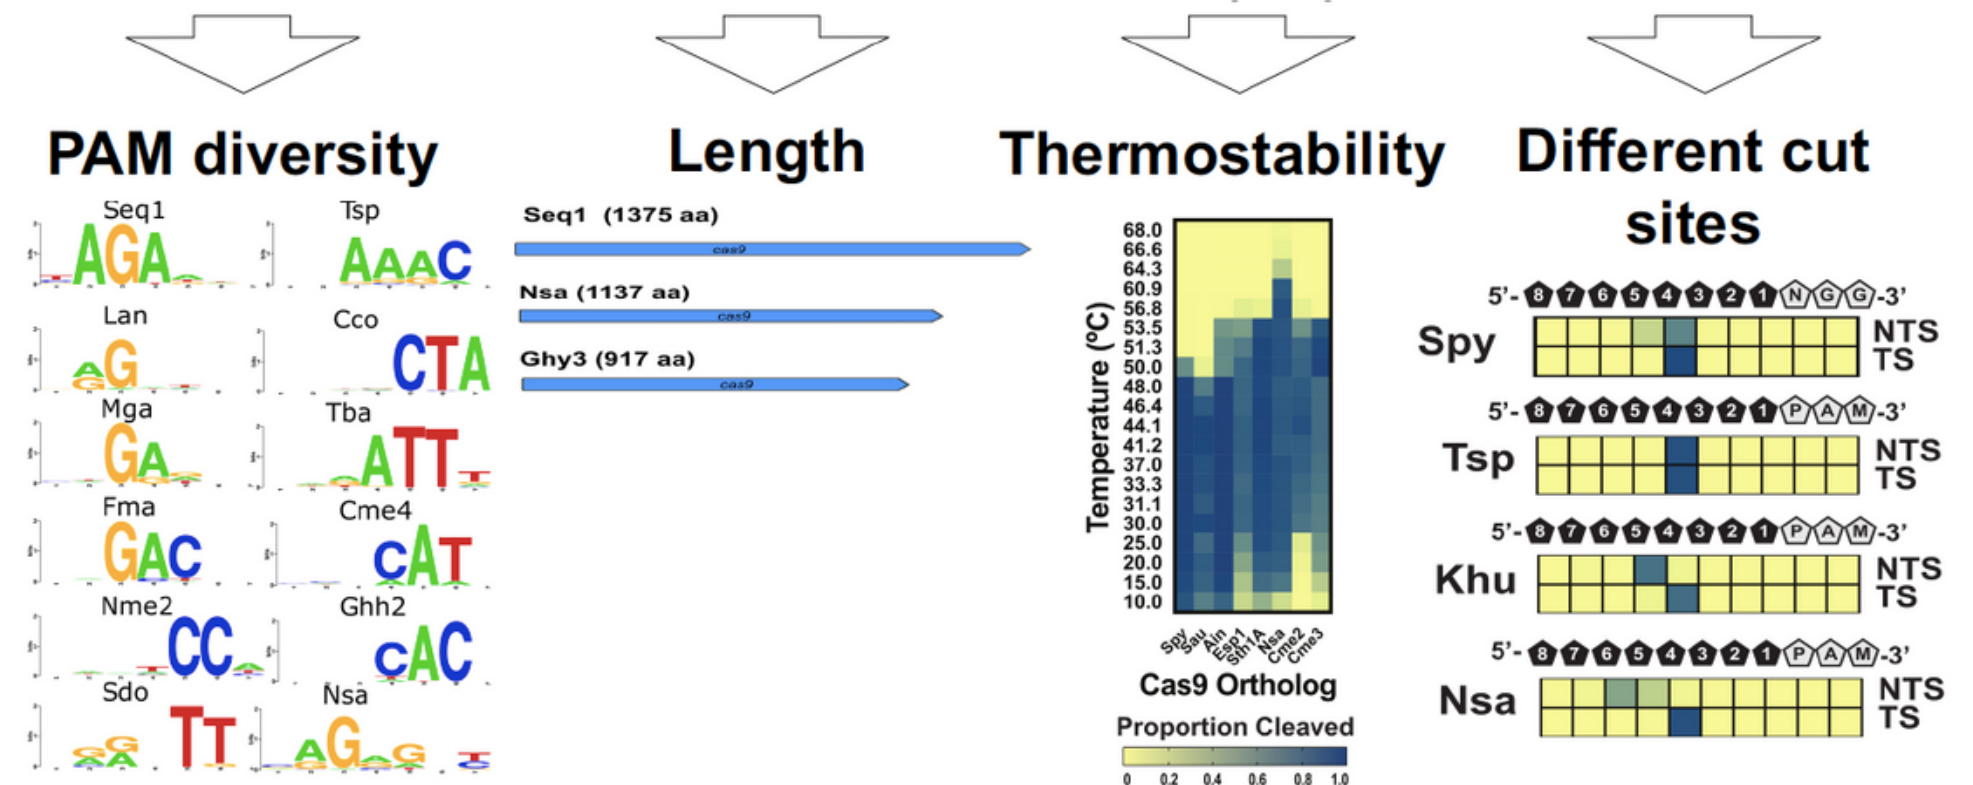 PAM diversity
Length
Thermostability
Different cut
sites
Seq1
Tsp
AGA
AAAC
Lan
Cco
AG
G
CTA
Mga
Tba
GA
ATT
Fma
Cme4
GAC
CAT
Nme2
Ghh2
CC
CAC
Sdo
Nsa
TT
AG
G
Seq1 (1375 aa)
cas9
Nsa (1137 aa)
cas9
Ghy3 (917 aa)
cas9
Temperature (ºC)
68.0
66.6
64.3
60.9
56.8
53.5
51.3
50.0
48.0
46.4
44.1
41.2
37.0
33.3
31.1
30.0
25.0
20.0
15.0
10.0
Spy Sau Ain Esp1 Sth1A Nsa Cme2 Cme3
Cas9 Ortholog
Proportion Cleaved
0 0.2 0.4 0.6 0.8 1.0
5’- 8 7 6 5 4 3 2 1 N G G -3’
Spy
NTS
TS
5’- 8 7 6 5 4 3 2 1 P A M -3’
Tsp
NTS
TS
5’- 8 7 6 5 4 3 2 1 P A M -3’
Khu
NTS
TS
5’- 8 7 6 5 4 3 2 1 P A M -3’
Nsa
NTS
TS